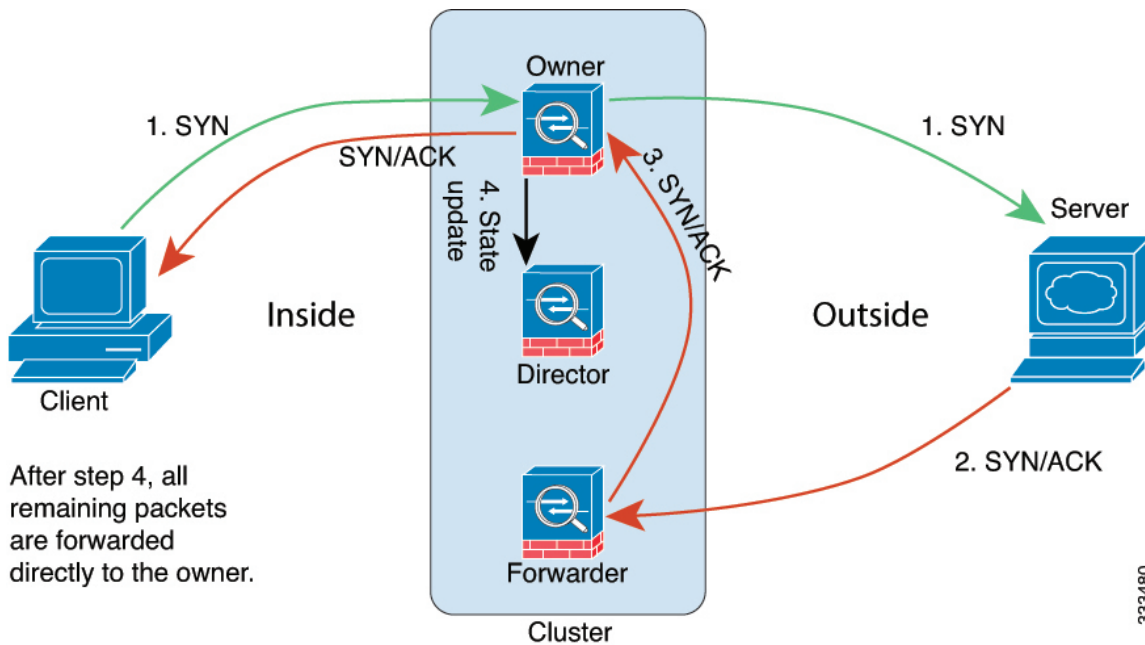 Owner
1. SYN
1. SYN
SYN/ACK
3. SYN/ACK
4. State
update
Server
Inside
Outside
Director
Client
2. SYN/ACK
After step 4, all
remaining packets
are forwarded
directly to the owner.
Forwarder
Cluster
333480